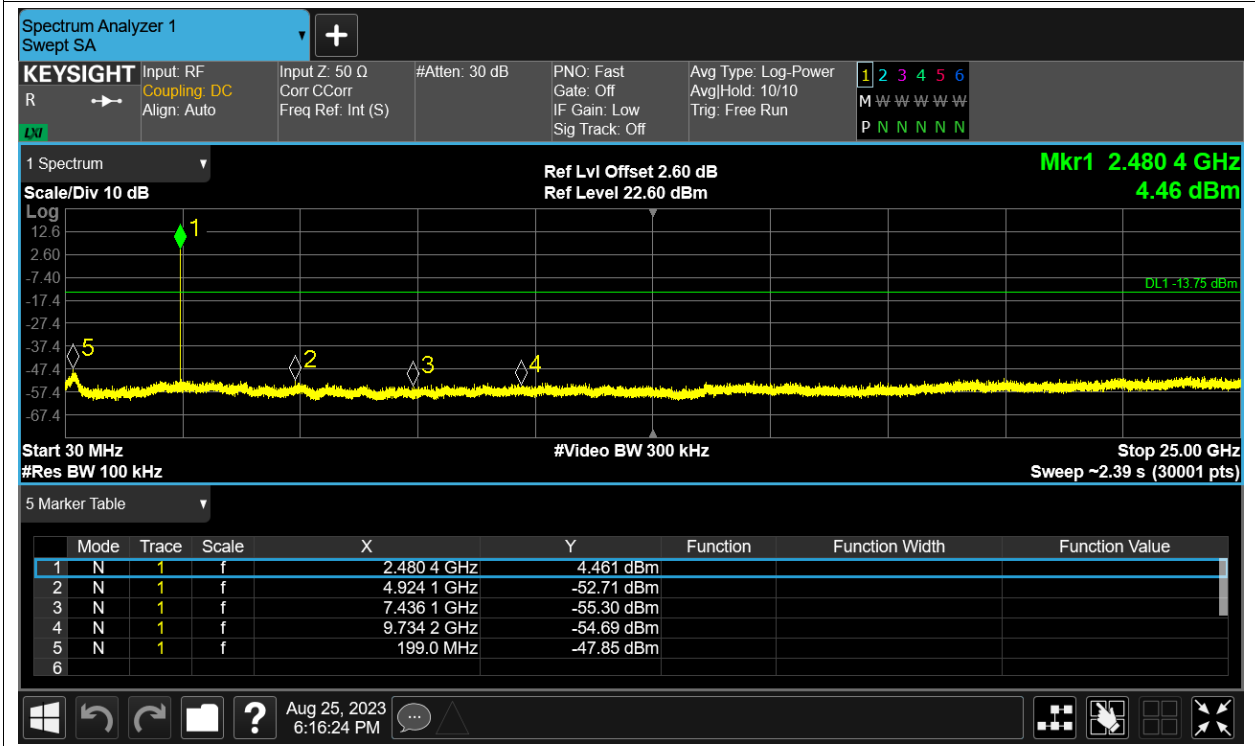 Spectrum Analyzer 1
Swept SA
+
KEYSIGHT
R
LXI
Input: RF
Coupling: DC
Align: Auto
Input Z: 50 Ω
Corr CCorr
Freq Ref: Int (S)
#Atten: 30 dB
PNO: Fast
Gate: Off
IF Gain: Low
Sig Track: Off
Avg Type: Log-Power
Avg|Hold: 10/10
Trig: Free Run
1 2 3 4 5 6
M W W W W W
P N N N N N
1 Spectrum
Scale/Div 10 dB
Ref Lvl Offset 2.60 dB
Ref Level 22.60 dBm
Mkr1 2.480 4 GHz
4.46 dBm
Log
12.6
2.60
-7.40
-17.4
-27.4
-37.4
-47.4
-57.4
-67.4
1
DL1 -13.75 dBm
5
2
3
4
Start 30 MHz
#Res BW 100 kHz
#Video BW 300 kHz
Stop 25.00 GHz
Sweep ~2.39 s (30001 pts)
5 Marker Table
Mode Trace Scale X Y Function Function Width Function Value
1 N 1 f 2.480 4 GHz 4.461 dBm
2 N 1 f 4.924 1 GHz -52.71 dBm
3 N 1 f 7.436 1 GHz -55.30 dBm
4 N 1 f 9.734 2 GHz -54.69 dBm
5 N 1 f 199.0 MHz -47.85 dBm
6
?
Aug 25, 2023
6:16:24 PM